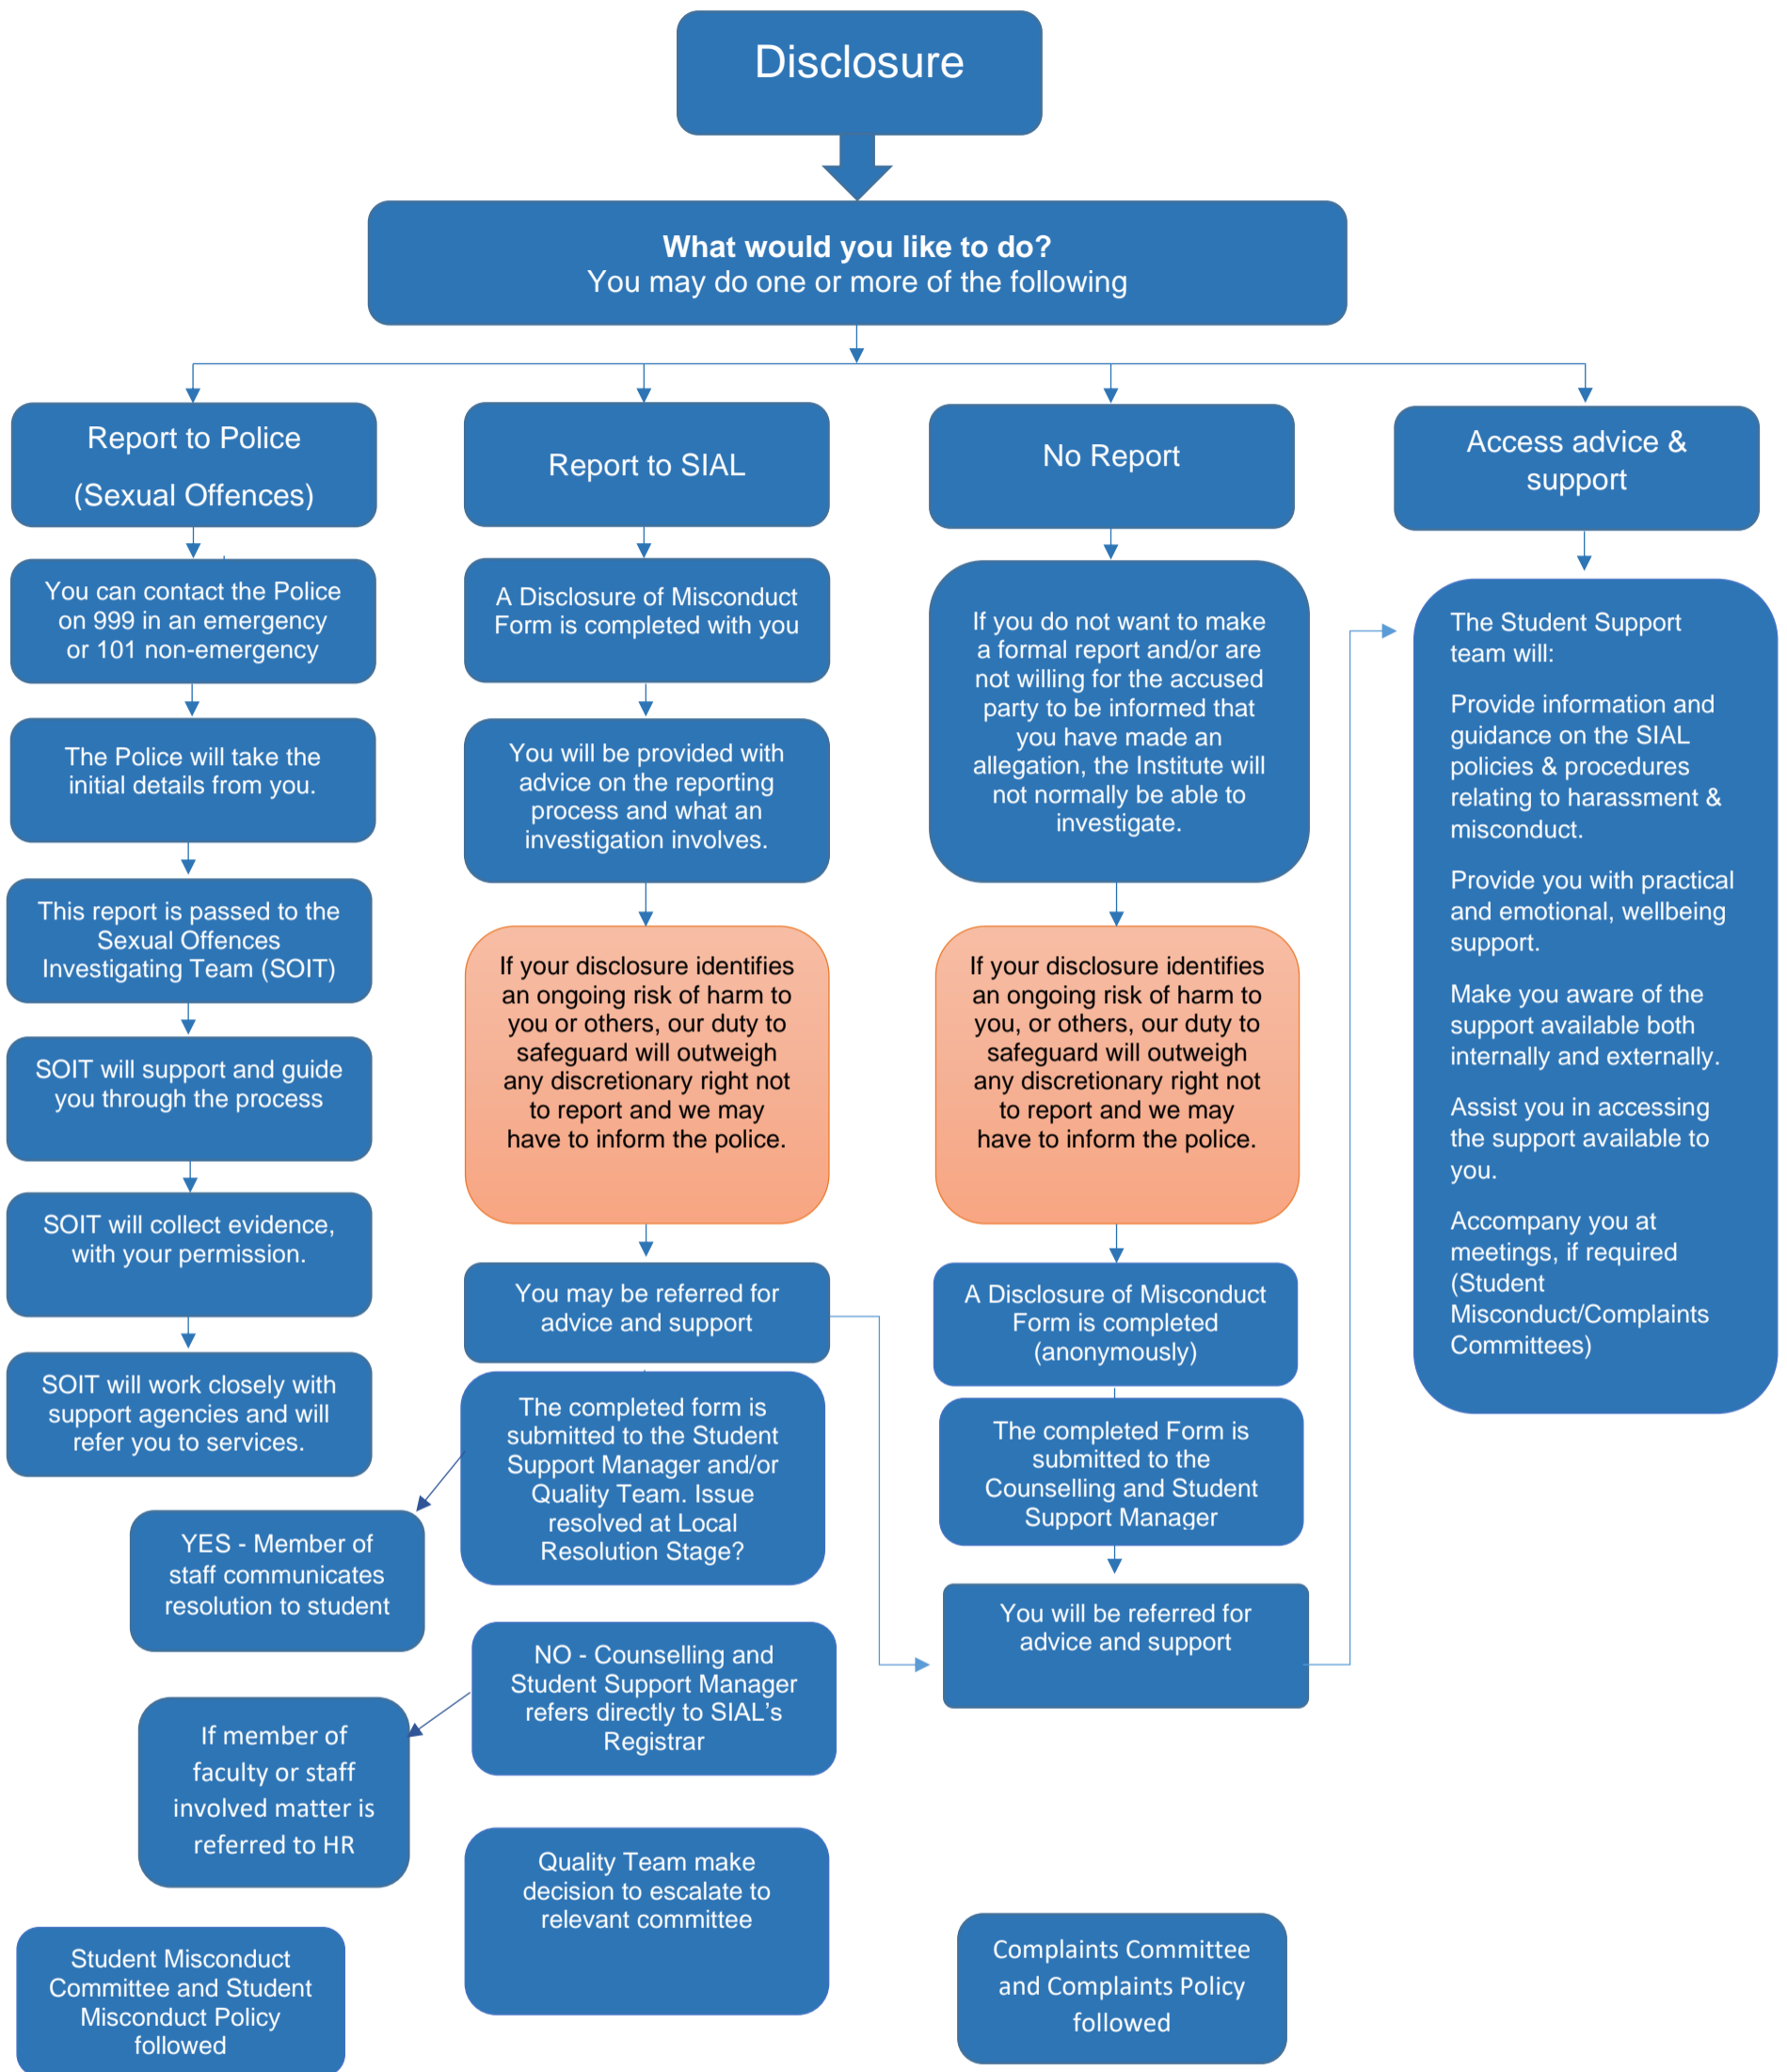 Disclosure
What would you like to do?
You may do one or more of the following
Report to Police
(Sexual Offences)
You can contact the Police
on 999 in an emergency
or 101 non-emergency
The Police will take the
initial details from you.
This report is passed to the
Sexual Offences
Investigating Team (SOIT)
SOIT will support and guide
you through the process
SOIT will collect evidence,
with your permission.
SOIT will work closely with
support agencies and will
refer you to services.
Report to SIAL
A Disclosure of Misconduct
Form is completed with you
You will be provided with
advice on the reporting
process and what an
investigation involves.
If your disclosure identifies
an ongoing risk of harm to
you or others, our duty to
safeguard will outweigh
any discretionary right not
to report and we may
have to inform the police.
You may be referred for
advice and support
The completed form is
submitted to the Student
Support Manager and/or
Quality Team. Issue
resolved at Local
Resolution Stage?
YES - Member of
staff communicates
resolution to student
NO - Counselling and
Student Support Manager
refers directly to SIAL’s
Registrar
If member of
faculty or staff
involved matter is
referred to HR
Quality Team make
decision to escalate to
relevant committee
Student Misconduct
Committee and Student
Misconduct Policy
followed
Complaints Committee
and Complaints Policy
followed
No Report
If you do not want to make
a formal report and/or are
not willing for the accused
party to be informed that
you have made an
allegation, the Institute will
not normally be able to
investigate.
If your disclosure identifies
an ongoing risk of harm to
you, or others, our duty to
safeguard will outweigh
any discretionary right not
to report and we may
have to inform the police.
A Disclosure of Misconduct
Form is completed
(anonymously)
The completed Form is
submitted to the
Counselling and Student
Support Manager
You will be referred for
advice and support
Access advice &
support
The Student Support
team will:
Provide information and
guidance on the SIAL
policies & procedures
relating to harassment &
misconduct.
Provide you with practical
and emotional, wellbeing
support.
Make you aware of the
support available both
internally and externally.
Assist you in accessing
the support available to
you.
Accompany you at
meetings, if required
(Student
Misconduct/Complaints
Committees)